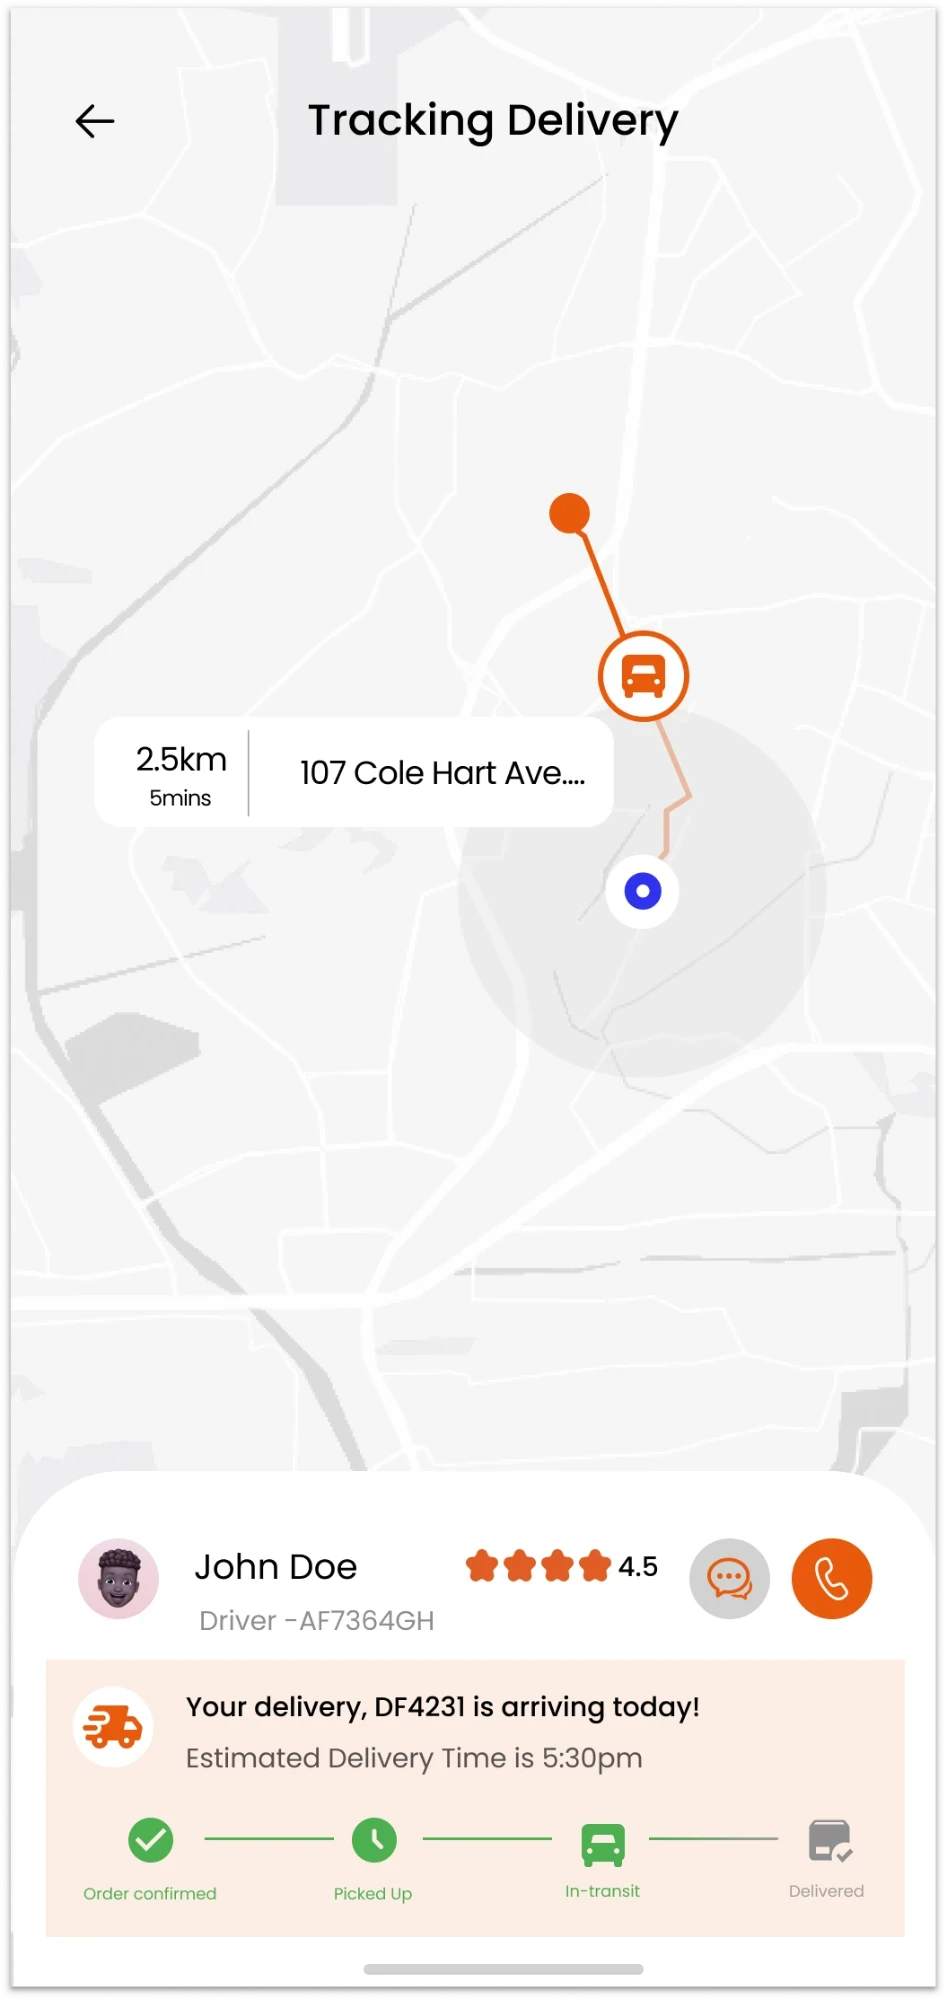 Tracking Delivery
2.5km
5mins
107 Cole Hart Ave....
John Doe
4.5
Driver -AF7364GH
Your delivery, DF4231 is arriving today!
Estimated Delivery Time is 5:30pm
Order confirmed
Picked Up
In-transit
Delivered